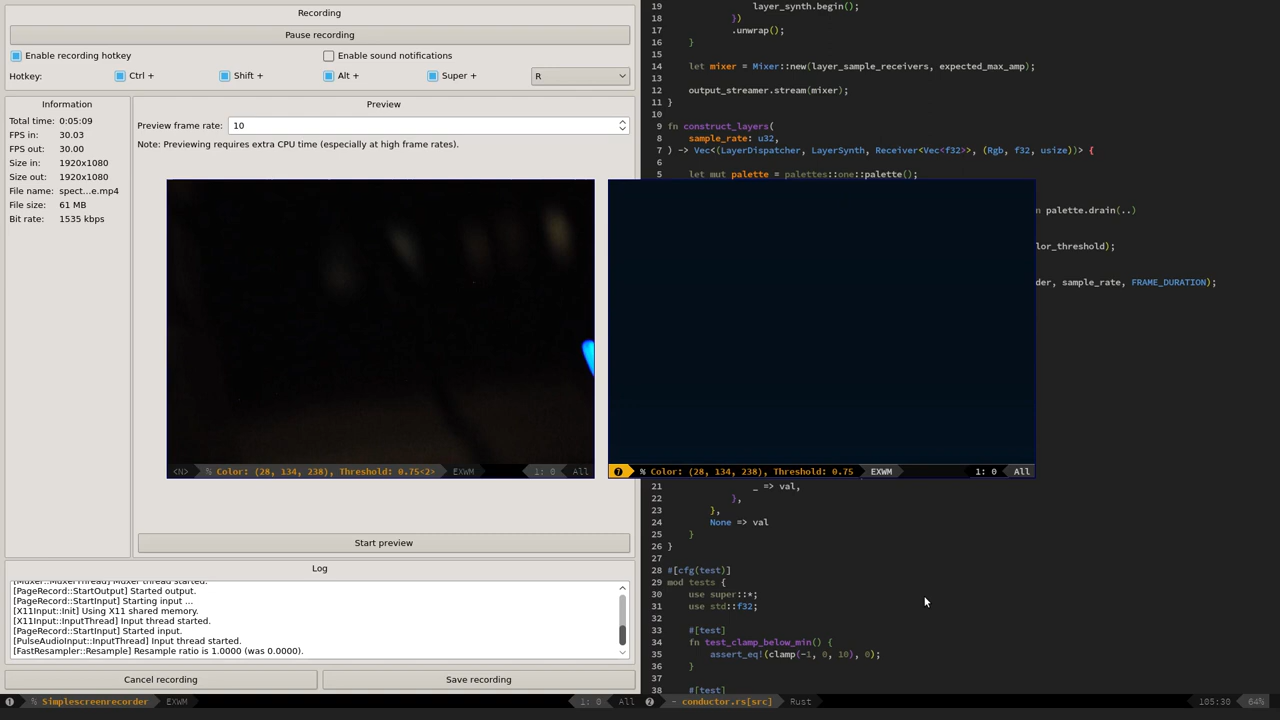 Recording
Pause recording
Enable recording hotkey
Enable sound notifications
Hotkey: Ctrl + Shift + Alt + Super + R
Information
Total time: 0:05:09
FPS in: 30.03
FPS out: 30.00
Size in: 1920x1080
Size out: 1920x1080
File name: spect...e.mp4
File size: 61 MB
Bit rate: 1535 kbps
Preview
Preview frame rate: 10
Note: Previewing requires extra CPU time (especially at high frame rates).
<N> % Color: (28, 134, 238), Threshold: 0.75<2> EXWM 1: 0 All
Start preview
Log
[Muxer::MuxerThread] Muxer thread started.
[PageRecord::StartOutput] Started output.
[PageRecord::StartInput] Starting input ...
[X11Input::Init] Using X11 shared memory.
[X11Input::InputThread] Input thread started.
[PageRecord::StartInput] Started input.
[PulseAudioInput::InputThread] Input thread started.
[FastResampler::Resample] Resample ratio is 1.0000 (was 0.0000).
Cancel recording
Save recording
1 % Simplescreenrecorder EXWM 1: 0 All
19 layer_synth.begin();
18 })
17 .unwrap();
16 }
15
14 let mixer = Mixer::new(layer_sample_receivers, expected_max_amp);
13
12 output_streamer.stream(mixer);
11 }
10
9 fn construct_layers(
8 sample_rate: u32,
7 ) -> Vec<(LayerDispatcher, LayerSynth, Receiver<Vec<f32>>, (Rgb, f32, usize))> {
6
5 let mut palette = palettes::one::palette();
n palette.drain(..)
lor_threshold);
der, sample_rate, FRAME_DURATION);
7 % Color: (28, 134, 238), Threshold: 0.75 EXWM 1: 0 All
21 _ => val,
22 },
23 },
24 None => val
25 }
26 }
27
28 #[cfg(test)]
29 mod tests {
30 use super::*;
31 use std::f32;
32
33 #[test]
34 fn test_clamp_below_min() {
35 assert_eq!(clamp(-1, 0, 10), 0);
36 }
37
38 #[test]
2 - conductor.rs[src] Rust 105:30 64%